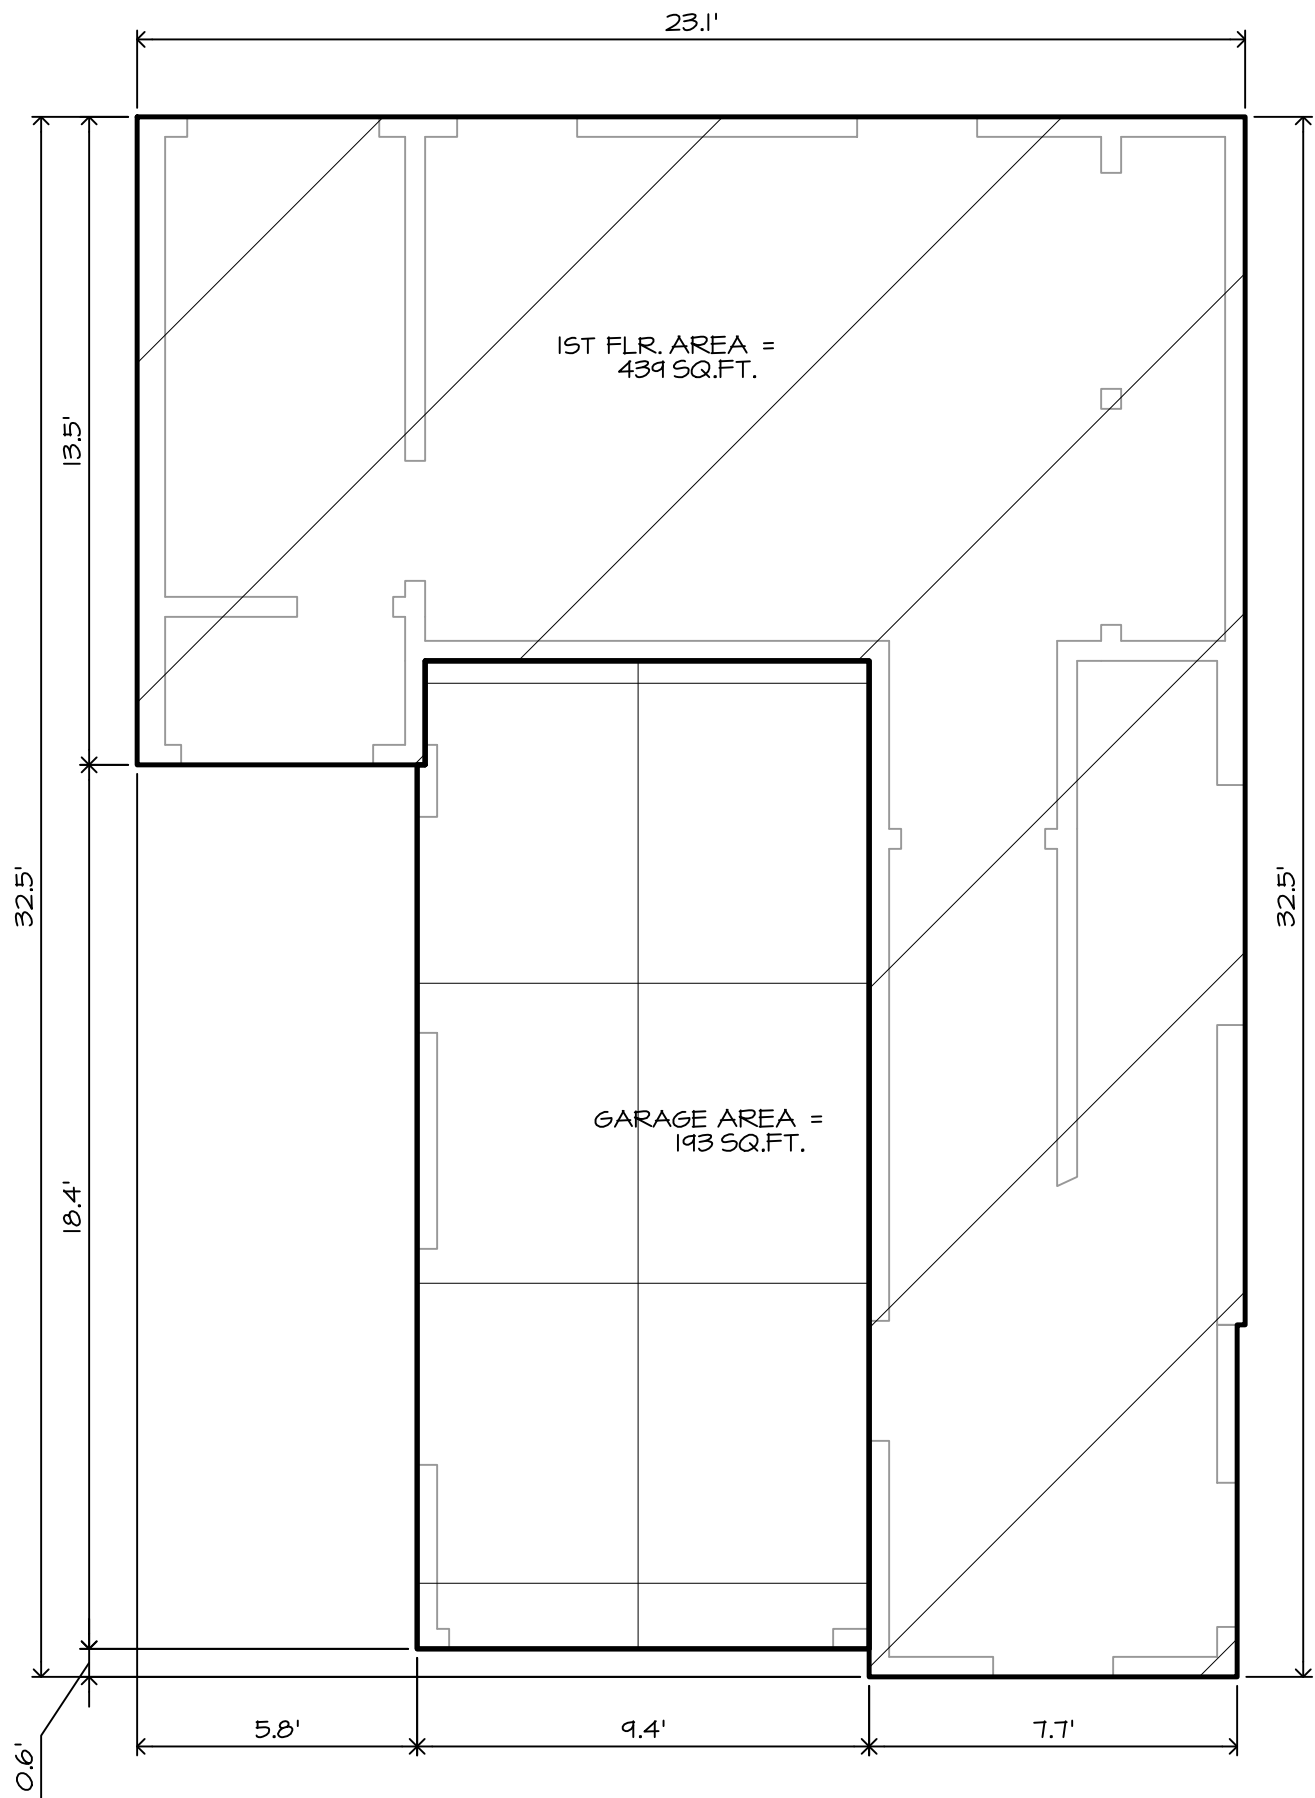 23.1'
1ST FLR. AREA =
439 SQ.FT.
13.5'
32.5'
32.5'
GARAGE AREA =
193 SQ.FT.
18.4'
5.8'
9.4'
7.7'
0.6'